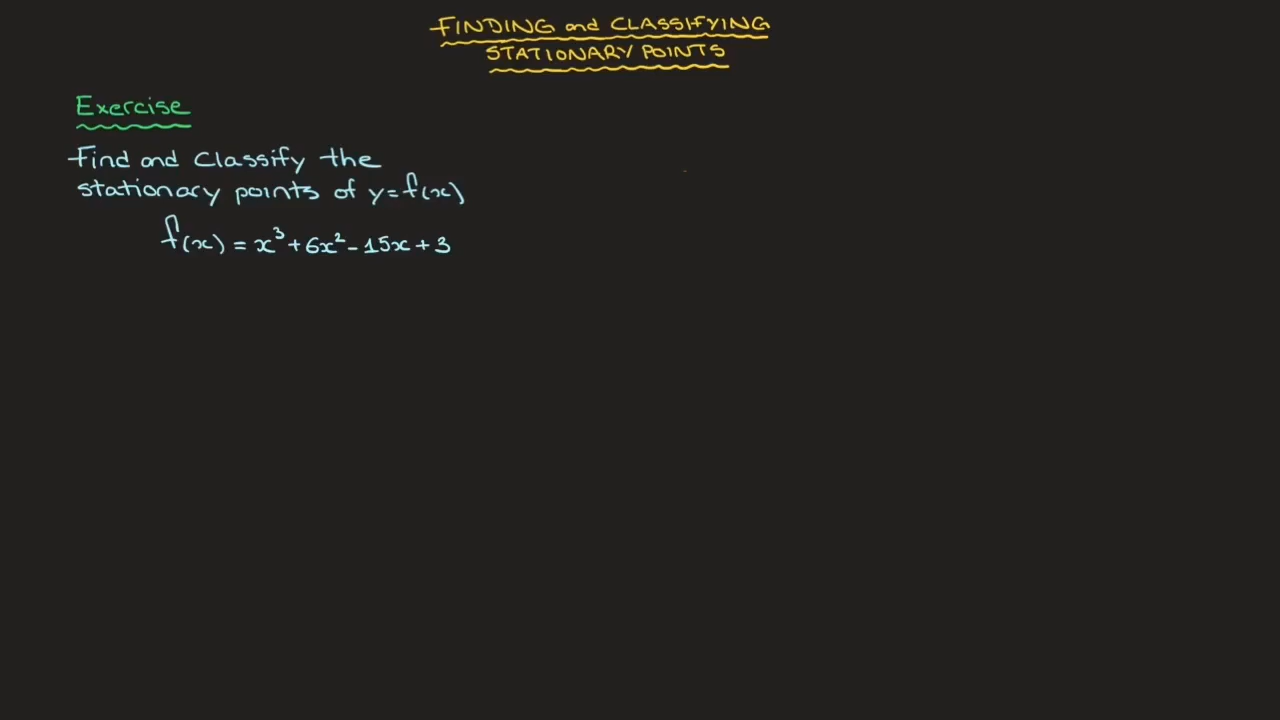 FINDING and CLASSIFYING
STATIONARY POINTS
Exercise
Find and Classify the
stationary points of y=f(x)
f(x) = x³ + 6x² - 15x + 3